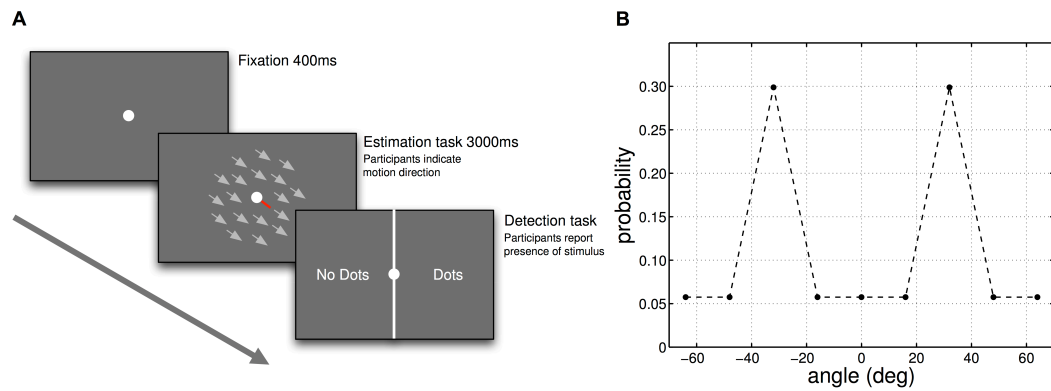 A
Fixation 400ms
Estimation task 3000ms
Participants indicate
motion direction
Detection task
Participants report
presence of stimulus
No Dots
Dots
B
probability
0.30
0.25
0.20
0.15
0.10
0.05
0
−60 −40 −20 0 20 40 60
angle (deg)